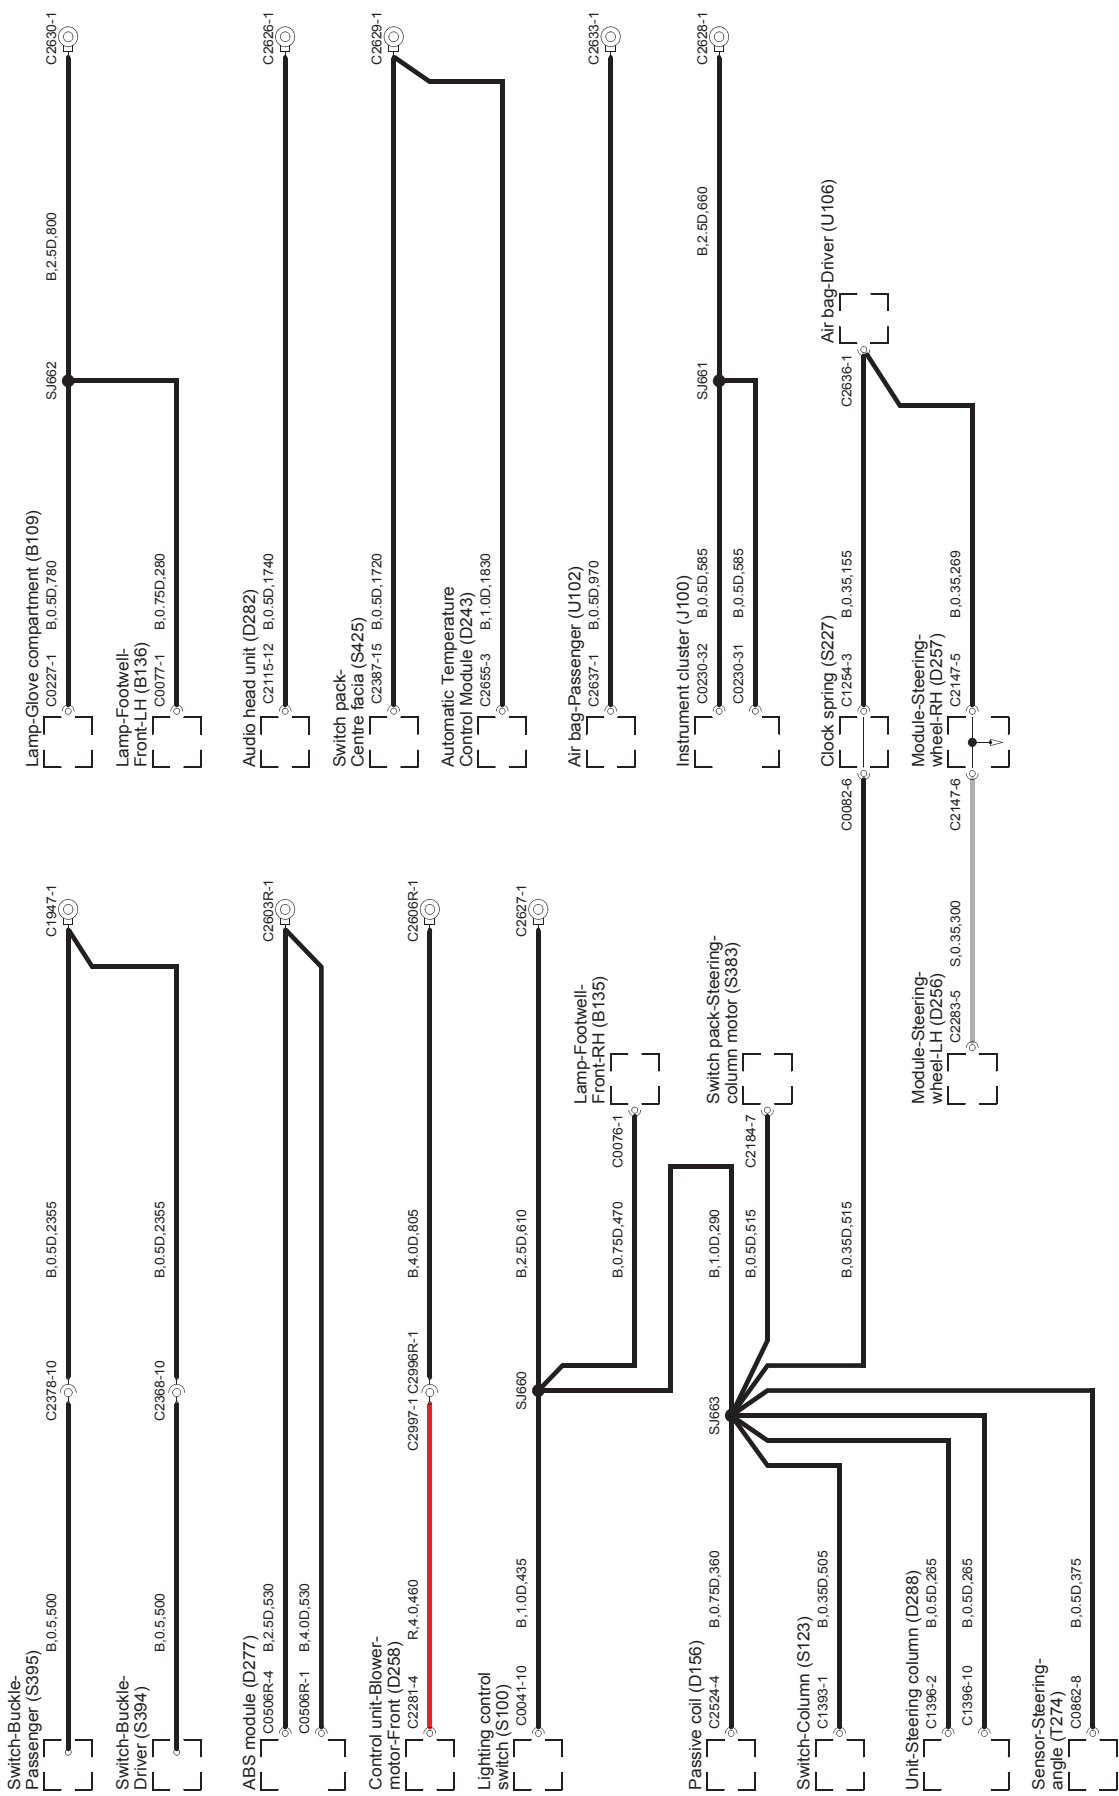 Switch-Buckle-
Passenger (S395)
B,0.5,500
C2378-10
B,0.5D,2355
C1947-1
Switch-Buckle-
Driver (S394)
B,0.5,500
C2368-10
B,0.5D,2355
ABS module (D277)
C0506R-4
B,2.5D,530
C0506R-1
B,4.0D,530
C2603R-1
Control unit-Blower-
motor-Front (D258)
C2281-4
R,4.0,460
C2997-1
C2996R-1
B,4.0D,805
C2606R-1
Lighting control
switch (S100)
C0041-10
B,1.0D,435
SJ660
B,2.5D,610
C2627-1
Lamp-Footwell-
Front-RH (B135)
C0076-1
B,0.75D,470
Passive coil (D156)
C2524-4
B,0.75D,360
SJ663
B,1.0D,290
Switch pack-Steering-
column motor (S383)
C2184-7
B,0.5D,515
Switch-Column (S123)
C1393-1
B,0.35D,505
B,0.35D,515
Unit-Steering column (D288)
C1396-2
B,0.5D,265
C1396-10
B,0.5D,265
Sensor-Steering-
angle (T274)
C0862-8
B,0.5D,375
Module-Steering-
wheel-LH (D256)
C2283-5
S,0.35,300
Lamp-Glove compartment (B109)
C0227-1
B,0.5D,780
SJ662
B,2.5D,800
C2630-1
Lamp-Footwell-
Front-LH (B136)
C0077-1
B,0.75D,280
Audio head unit (D282)
C2115-12
B,0.5D,1740
C2626-1
Switch pack-
Centre facia (S425)
C2387-15
B,0.5D,1720
C2629-1
Automatic Temperature
Control Module (D243)
C2655-3
B,1.0D,1830
Air bag-Passenger (U102)
C2637-1
B,0.5D,970
C2633-1
Instrument cluster (J100)
C0230-32
B,0.5D,585
C0230-31
B,0.5D,585
SJ661
B,2.5D,660
C2628-1
Clock spring (S227)
C0082-6
C1254-3
B,0.35,155
C2636-1
Air bag-Driver (U106)
Module-Steering-
wheel-RH (D257)
C2147-6
C2147-5
B,0.35,269